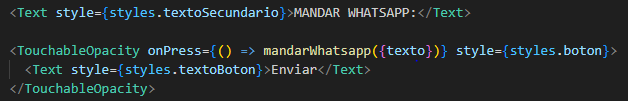 <Text style={styles.textoSecundario}>MANDAR WHATSAPP:</Text>
<TouchableOpacity onPress={() => mandarWhatsapp({texto})} style={styles.boton}>
<Text style={styles.textoBoton}>Enviar</Text>
</TouchableOpacity>